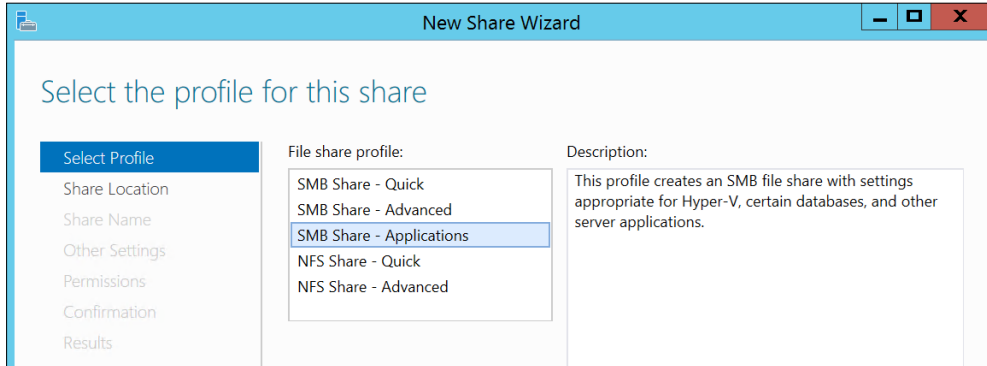 New Share Wizard
Select the profile for this share
Select Profile
Share Location
Share Name
Other Settings
Permissions
Confirmation
Results
File share profile:
SMB Share - Quick
SMB Share - Advanced
SMB Share - Applications
NFS Share - Quick
NFS Share - Advanced
Description:
This profile creates an SMB file share with settings
appropriate for Hyper-V, certain databases, and other
server applications.